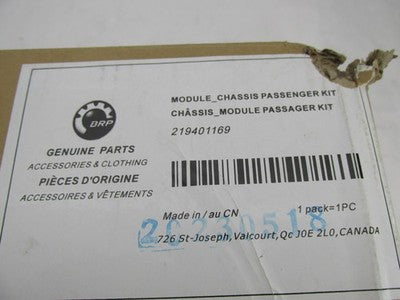 BRP
GENUINE PARTS
ACCESSORIES & CLOTHING
PIÈCES D'ORIGINE
ACCESSOIRES & VÊTEMENTS
MODULE_CHASSIS PASSENGER KIT
CHÂSSIS_MODULE PASSAGER KIT
219401169
Made in / au CN
1 pack=1PC
20230518
726 St-Joseph,Valcourt,Qc J0E 2L0,CANADA